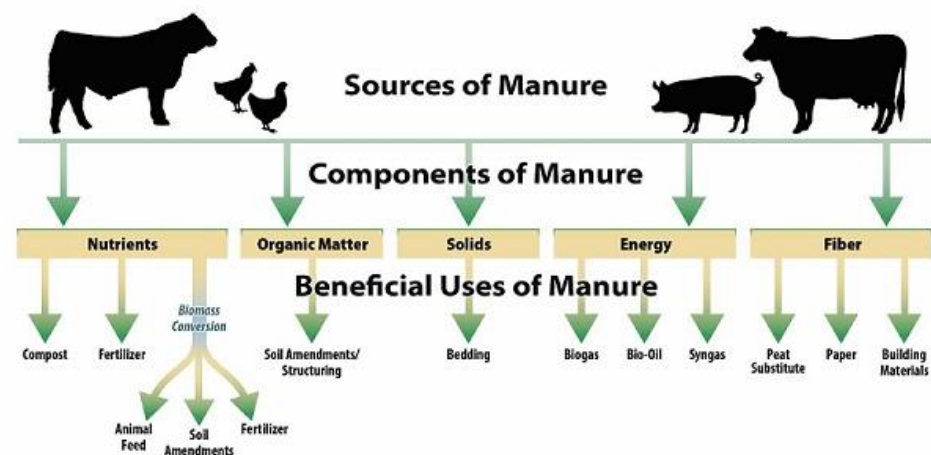 Sources of Manure
Components of Manure
Nutrients
Organic Matter
Solids
Energy
Fiber
Beneficial Uses of Manure
Biomass
Conversion
Compost
Fertilizer
Soil Amendments/
Structuring
Bedding
Biogas
Bio-Oil
Syngas
Peat
Substitute
Paper
Building
Materials
Animal
Feed
Soil
Amendments
Fertilizer